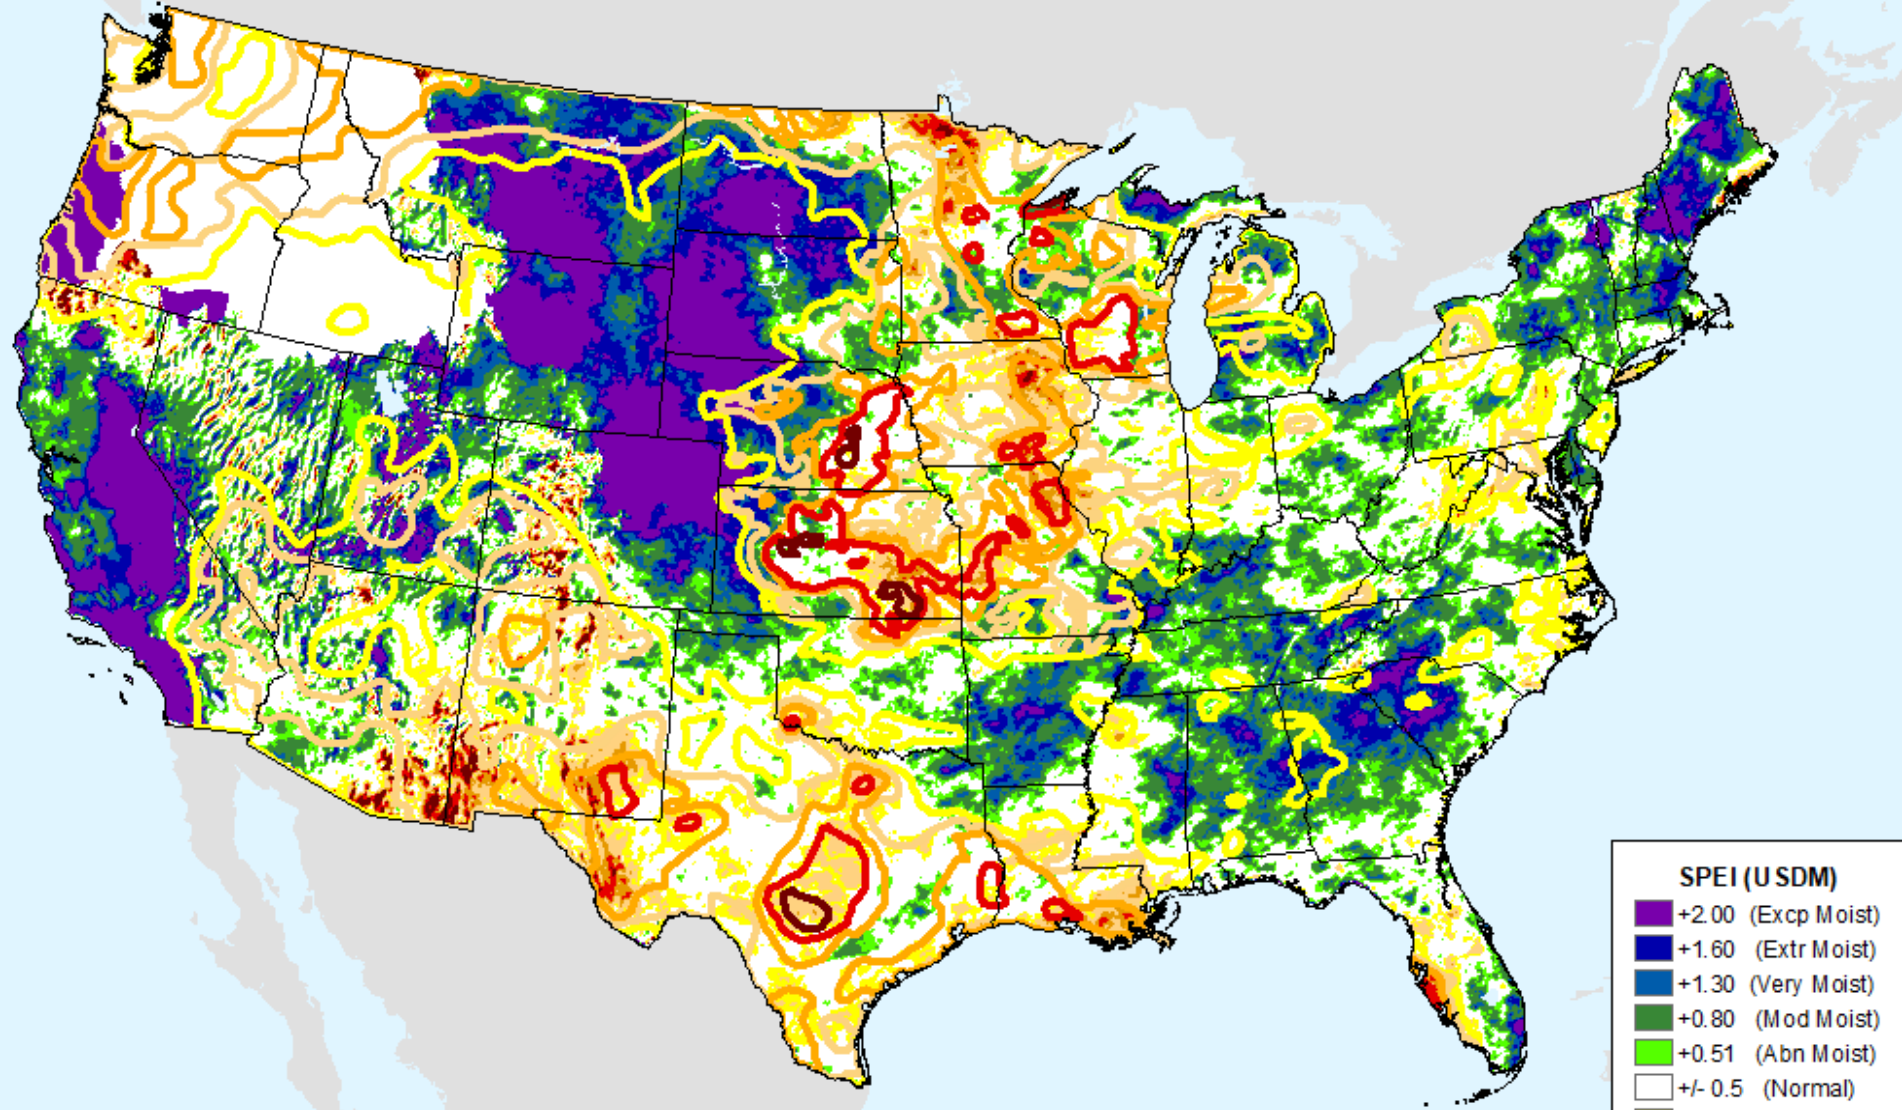 SPEI (USDM)
+2.00 (Excp Moist)
+1.60 (Extr Moist)
+1.30 (Very Moist)
+0.80 (Mod Moist)
+0.51 (Abn Moist)
+/- 0.5 (Normal)